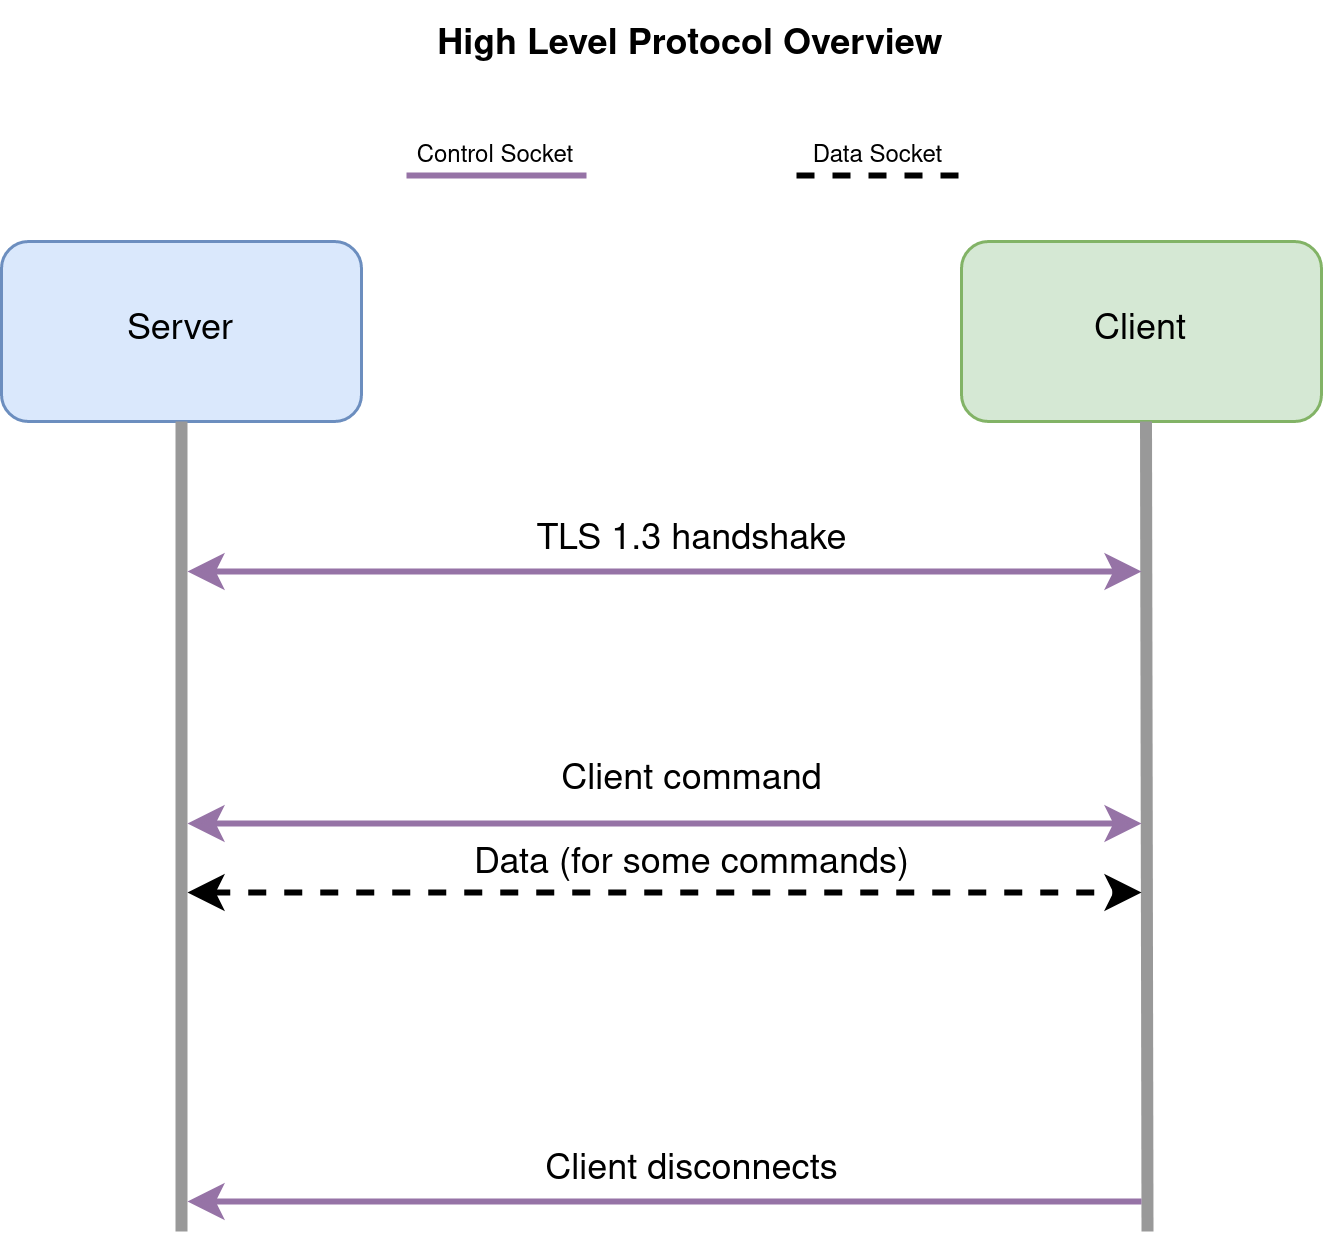 High Level Protocol Overview
Control Socket
Data Socket
Server
Client
TLS 1.3 handshake
Client command
Data (for some commands)
Client disconnects